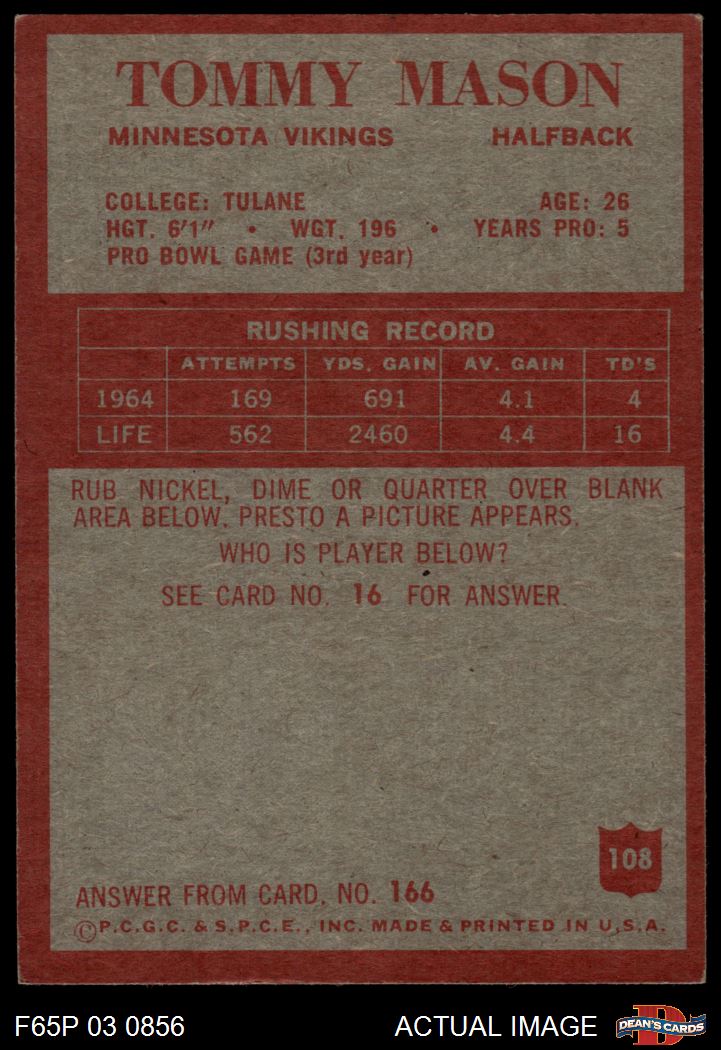 TOMMY MASON
MINNESOTA VIKINGS HALFBACK
COLLEGE: TULANE AGE: 26
HGT. 6'1" • WGT. 196 • YEARS PRO: 5
PRO BOWL GAME (3rd year)
RUSHING RECORD
ATTEMPTS YDS. GAIN AV. GAIN TD'S
1964 169 691 4.1 4
LIFE 562 2460 4.4 16
RUB NICKEL, DIME OR QUARTER OVER BLANK
AREA BELOW. PRESTO A PICTURE APPEARS.
WHO IS PLAYER BELOW?
SEE CARD NO. 16 FOR ANSWER.
108
ANSWER FROM CARD. NO. 166
©P.C.G.C. & S.P.C.E., INC. MADE & PRINTED IN U.S.A.
F65P 03 0856 ACTUAL IMAGE D DEAN'S CARDS